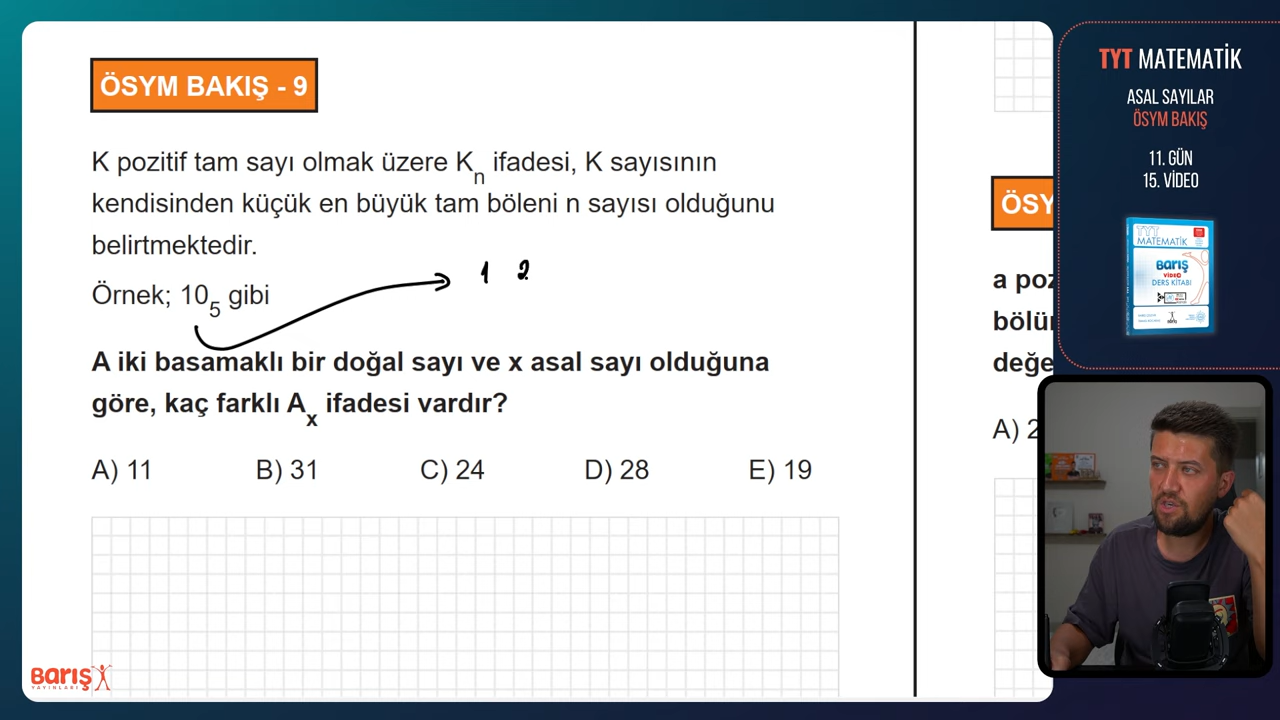 ÖSYM BAKIŞ - 9
K pozitif tam sayı olmak üzere Kn ifadesi, K sayısının
kendisinden küçük en büyük tam böleni n sayısı olduğunu
belirtmektedir.
Örnek; 105 gibi
1 2
A iki basamaklı bir doğal sayı ve x asal sayı olduğuna
göre, kaç farklı Ax ifadesi vardır?
A) 11 B) 31 C) 24 D) 28 E) 19
ÖSY
a poz
bölü
değe
A) 2
TYT MATEMATİK
ASAL SAYILAR
ÖSYM BAKIŞ
11. GÜN
15. VİDEO
TYT
MATEMATİK
BARIŞ
VİDEO
DERS KİTABI
BARIŞ
YAYINLARI